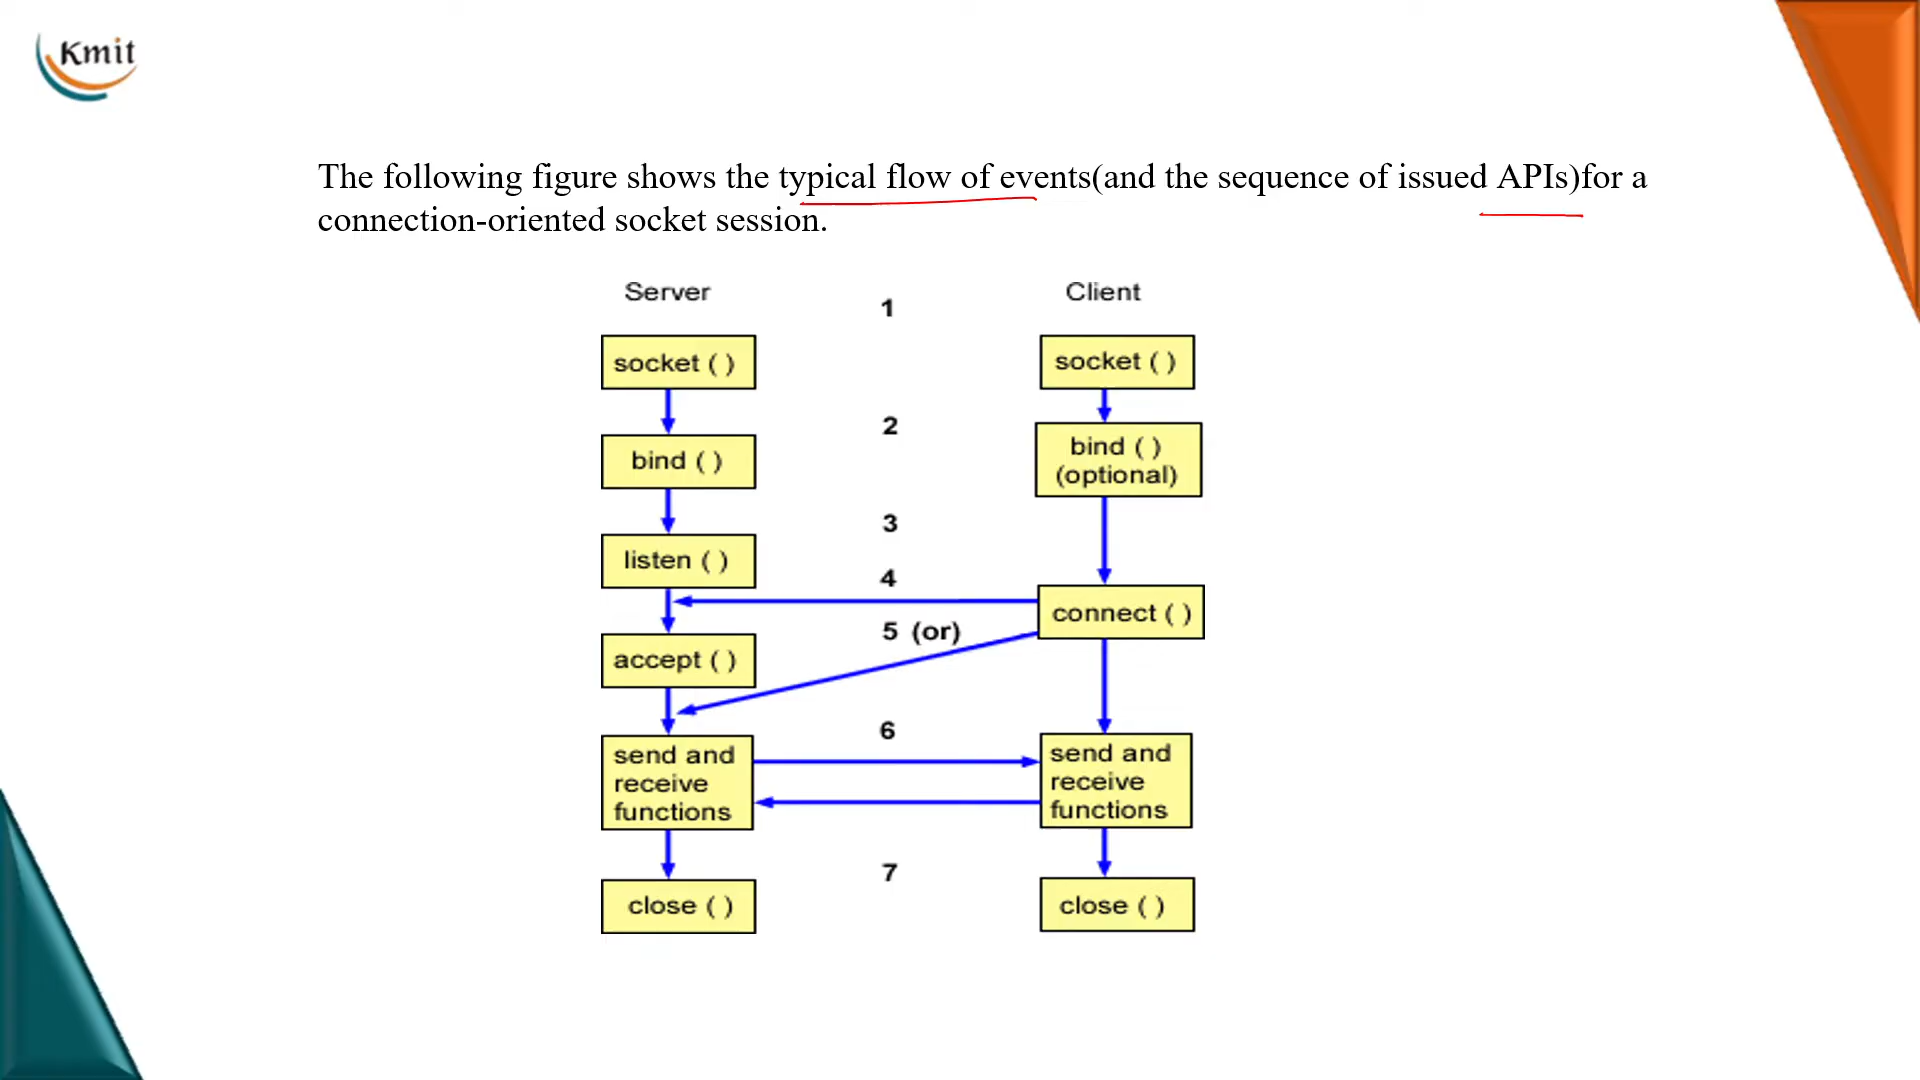 Kmit
The following figure shows the typical flow of events(and the sequence of issued APIs)for a
connection-oriented socket session.
Server
1
Client
socket ( )
socket ( )
2
bind ( )
bind ( )
(optional)
3
listen ( )
4
connect ( )
5 (or)
accept ( )
6
send and
receive
functions
send and
receive
functions
7
close ( )
close ( )